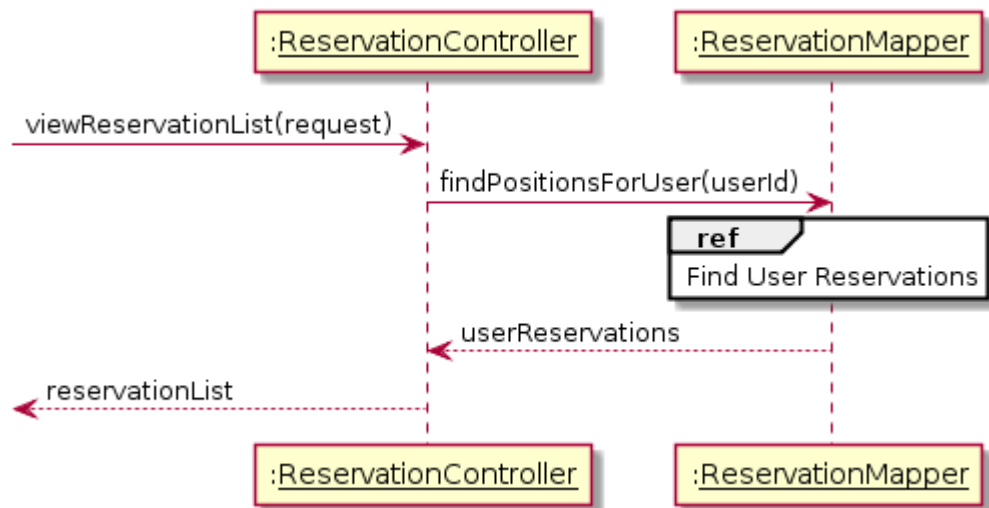 :ReservationController
:ReservationMapper
viewReservationList(request)
findPositionsForUser(userId)
ref
Find User Reservations
userReservations
reservationList
:ReservationController
:ReservationMapper